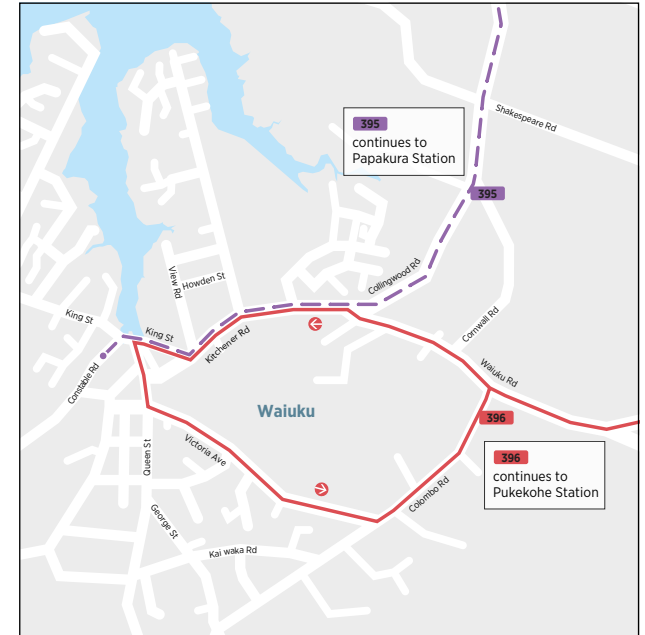 Shakespeare Rd
395
continues to
Papakura Station
395
Collingwood Rd
View Rd
Howden St
King St
King St
Kitchener Rd
Cornwall Rd
Constable Rd
Waiuku Rd
Waiuku
396
396
continues to
Pukekohe Station
Queen St
Victoria Ave
Colombo Rd
George St
Kai waka Rd